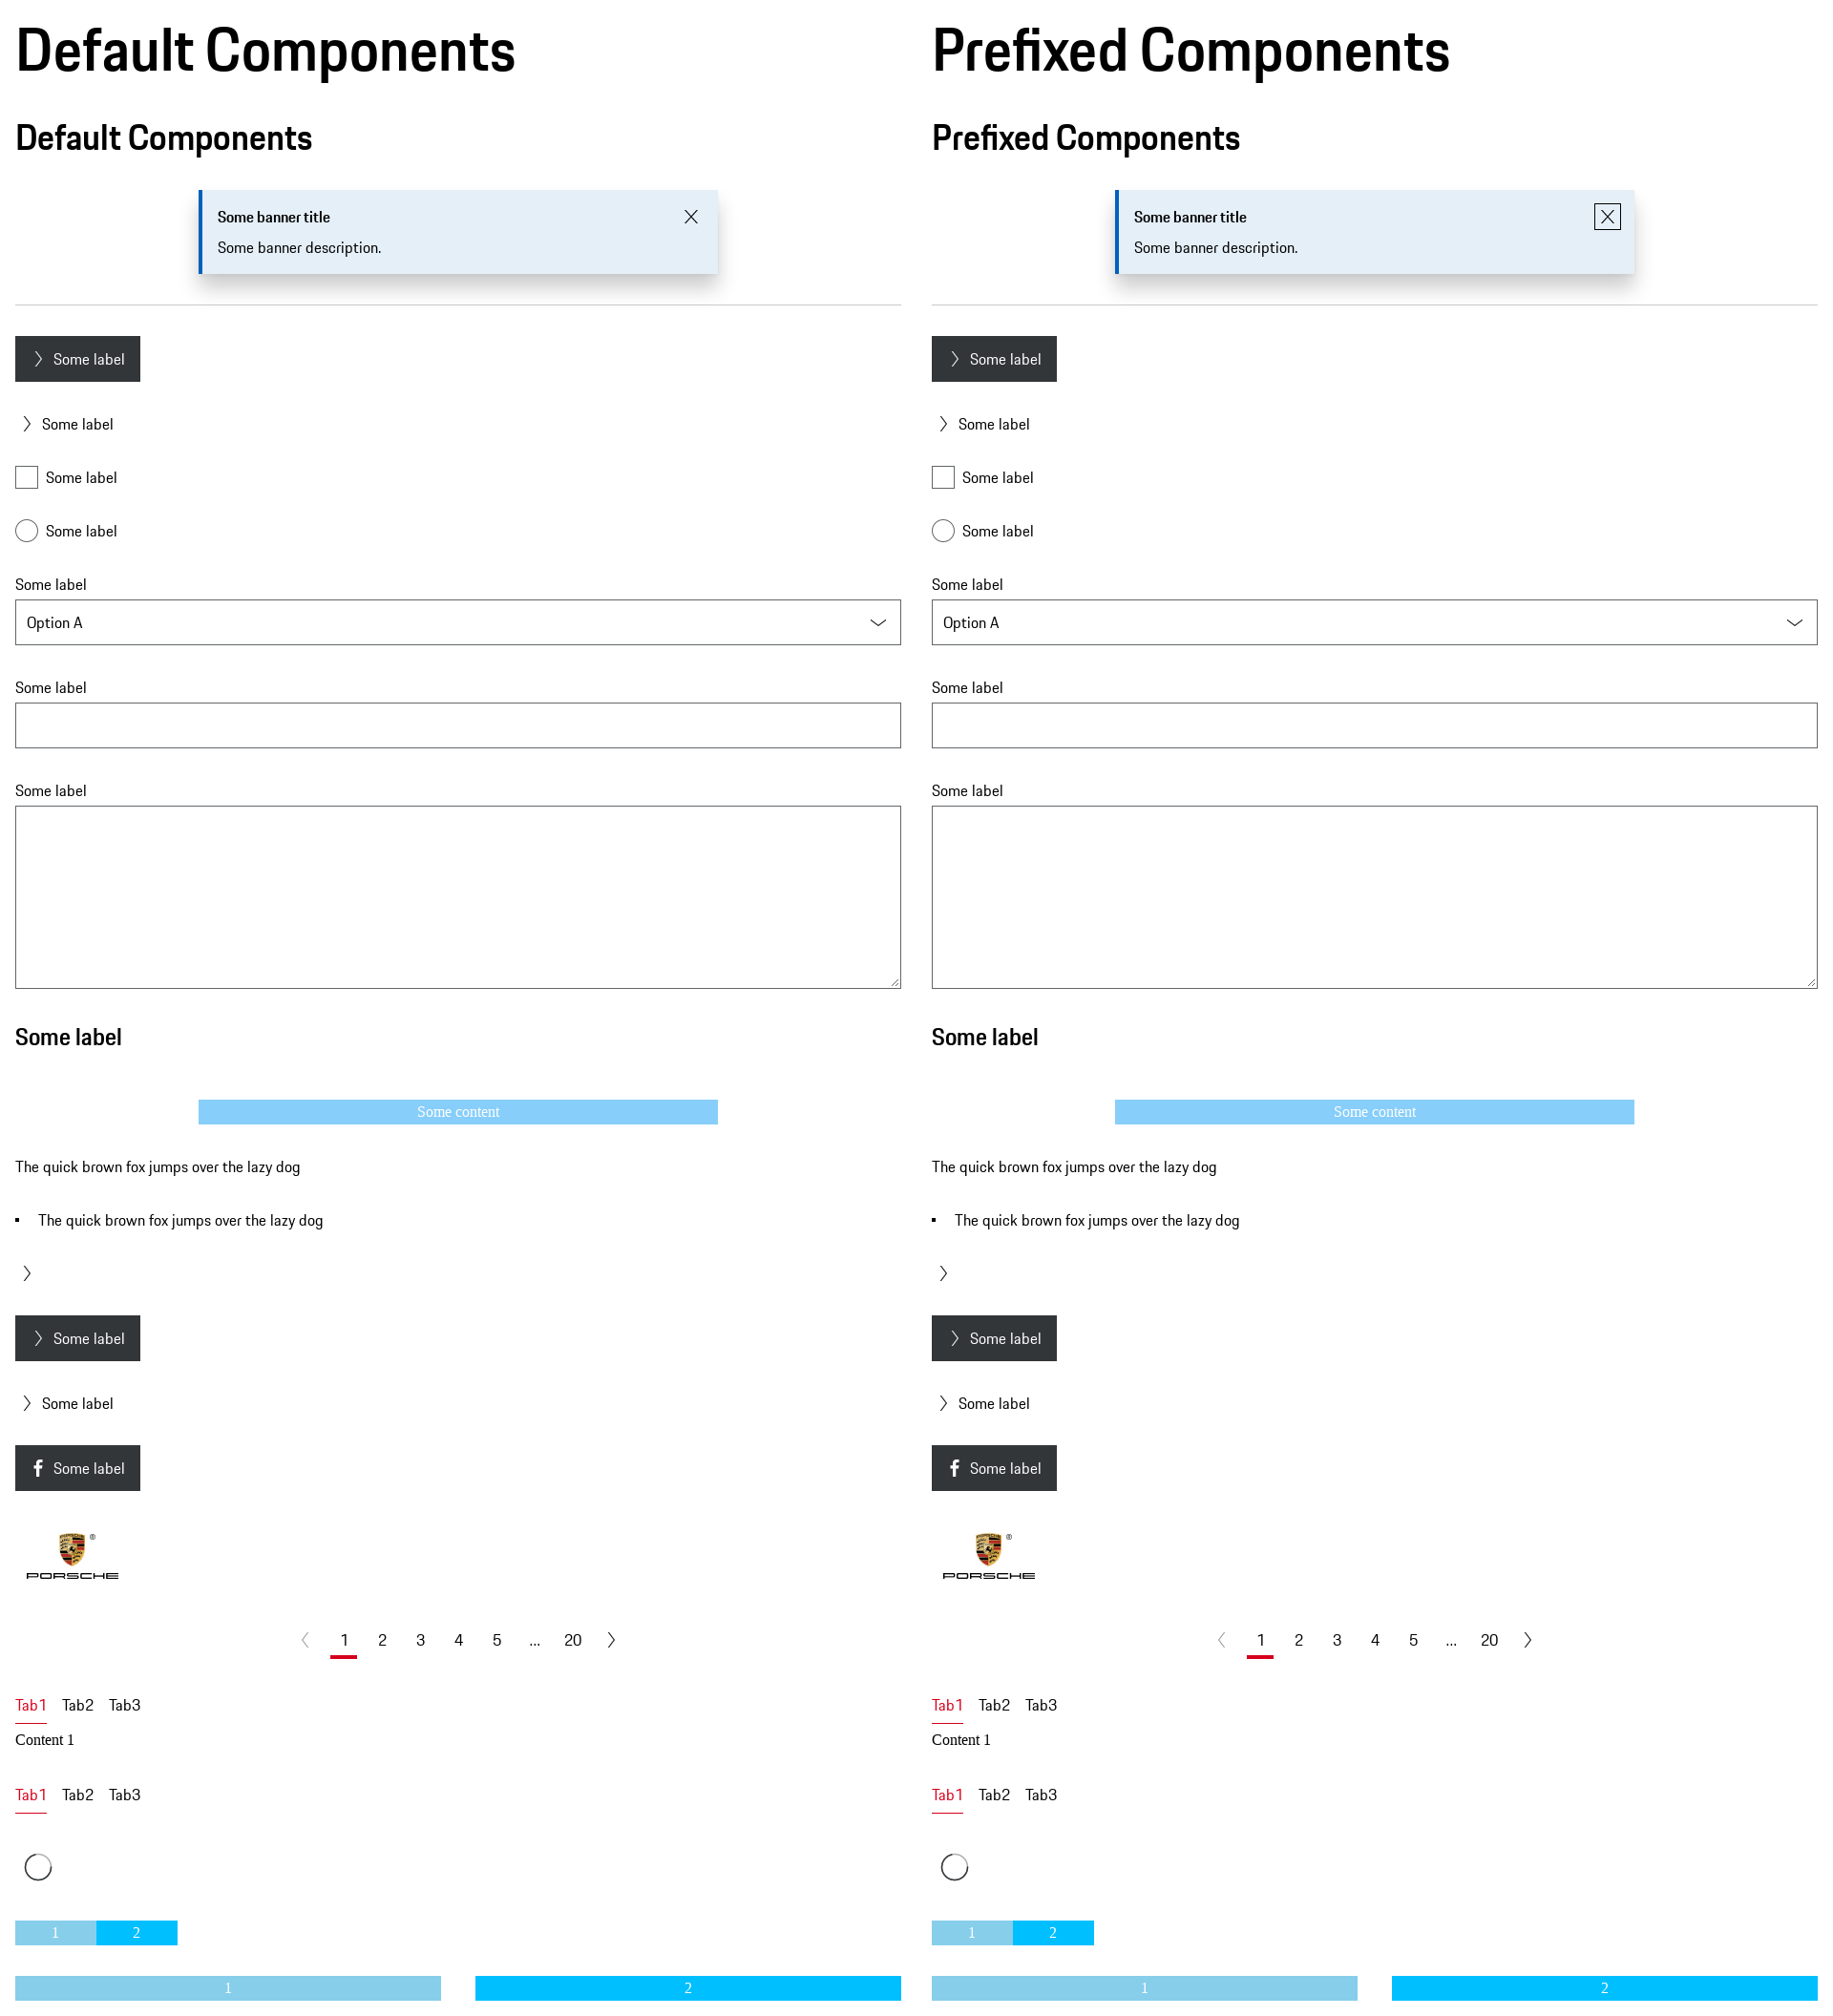 Default Components
Default Components
Some banner title
Some banner description.
Some label
Some label
Some label
Some label
Some label
Option A
Some label
Some label
Some label
Some content
The quick brown fox jumps over the lazy dog
The quick brown fox jumps over the lazy dog
Some label
Some label
Some label
PORSCHE
1 2 3 4 5 ... 20
Tab1 Tab2 Tab3
Content 1
Tab1 Tab2 Tab3
1 2
1 2
Prefixed Components
Prefixed Components
Some banner title
Some banner description.
Some label
Some label
Some label
Some label
Some label
Option A
Some label
Some label
Some label
Some content
The quick brown fox jumps over the lazy dog
The quick brown fox jumps over the lazy dog
Some label
Some label
Some label
PORSCHE
1 2 3 4 5 ... 20
Tab1 Tab2 Tab3
Content 1
Tab1 Tab2 Tab3
1 2
1 2